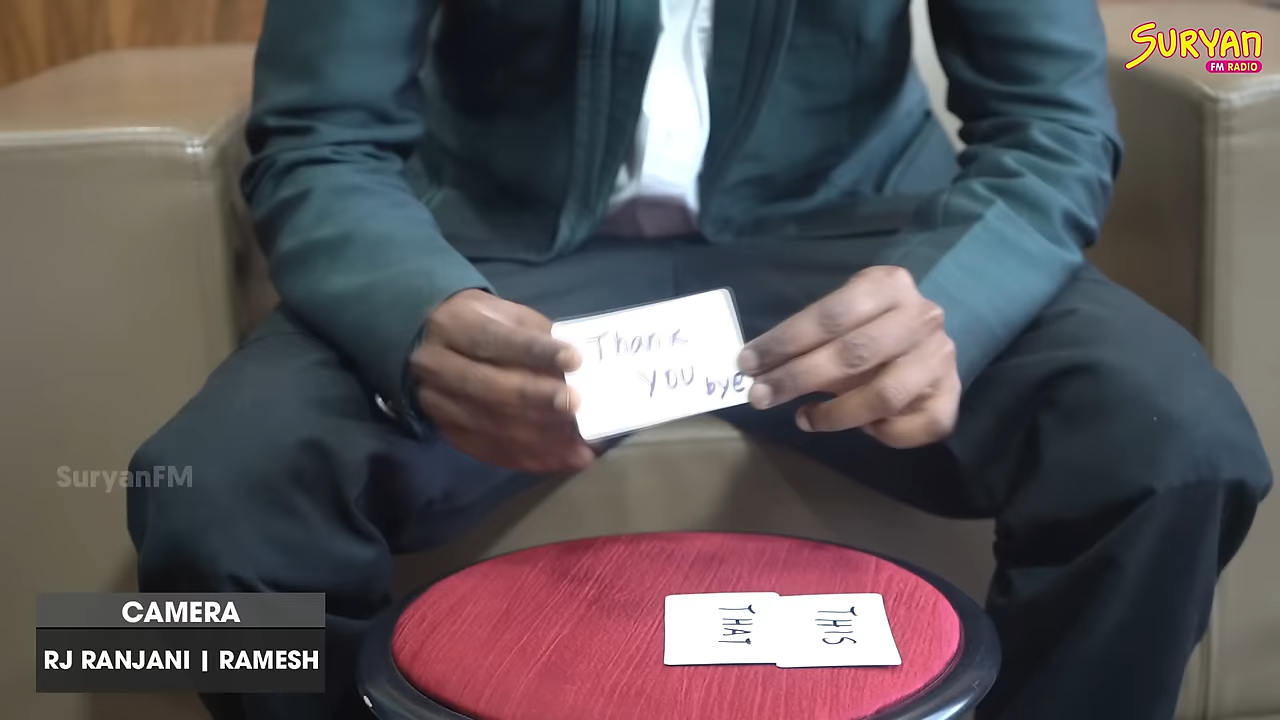 SURYAN
FM RADIO
Thank
you bye
SuryanFM
THAT
THIS
CAMERA
RJ RANJANI | RAMESH